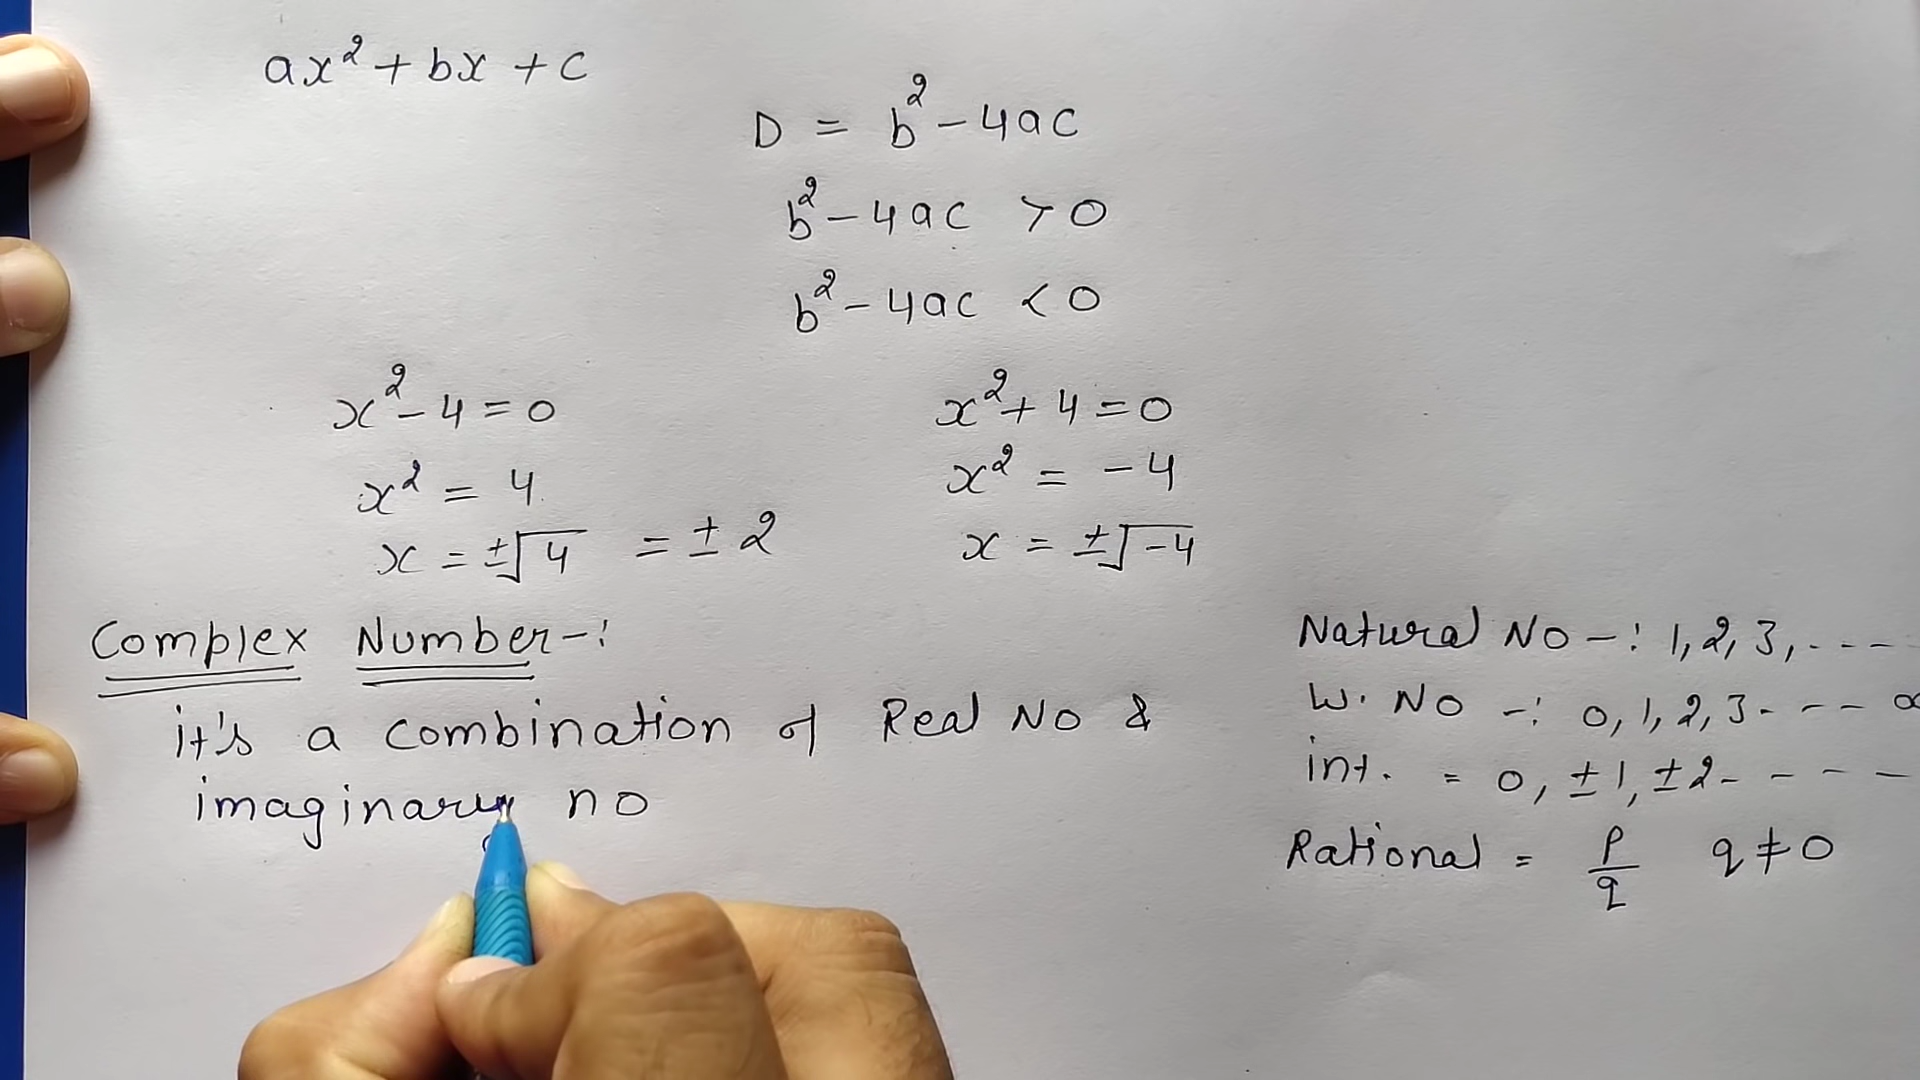 ax² + bx + c
D = b² - 4ac
b² - 4ac > 0
b² - 4ac < 0
x² - 4 = 0
x² = 4
x = ±√4 = ± 2
x² + 4 = 0
x² = -4
x = ±√-4
Complex Number-:
it's a combination of Real No &
imaginary no
Natural No -: 1, 2, 3, ----
W. No -: 0, 1, 2, 3. --- ∝
int. = 0, ±1, ±2- ----
Rational = p/q q ≠ 0